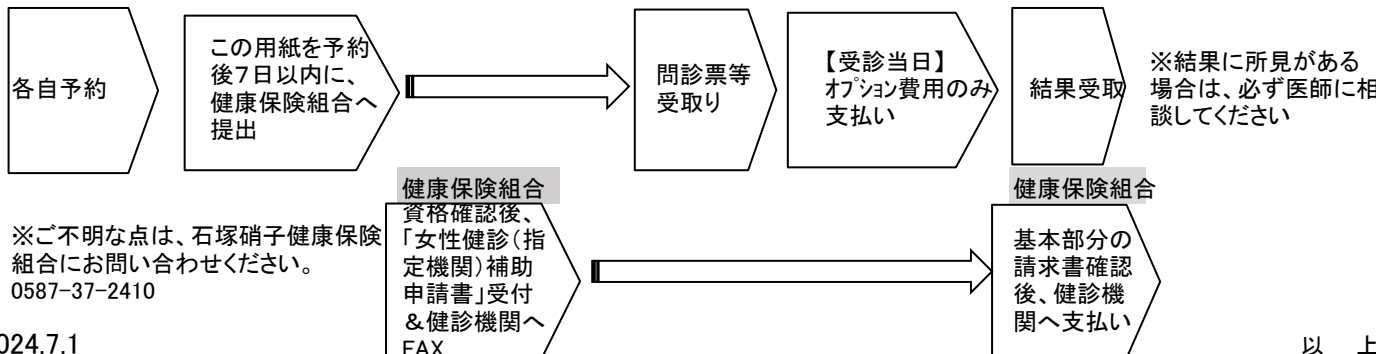 各自予約
この用紙を予約
後7日以内に、
健康保険組合へ
提出
問診票等
受取り
【受診当日】
オプション費用のみ
支払い
結果受取
※結果に所見がある
場合は、必ず医師に相
談してください
※ご不明な点は、石塚硝子健康保険
組合にお問い合わせください。
0587-37-2410
健康保険組合
資格確認後、
「女性健診(指
定機関)補助
申請書」受付
&健診機関へ
FAX
健康保険組合
基本部分の
請求書確認
後、健診機
関へ支払い
024.7.1
以 上